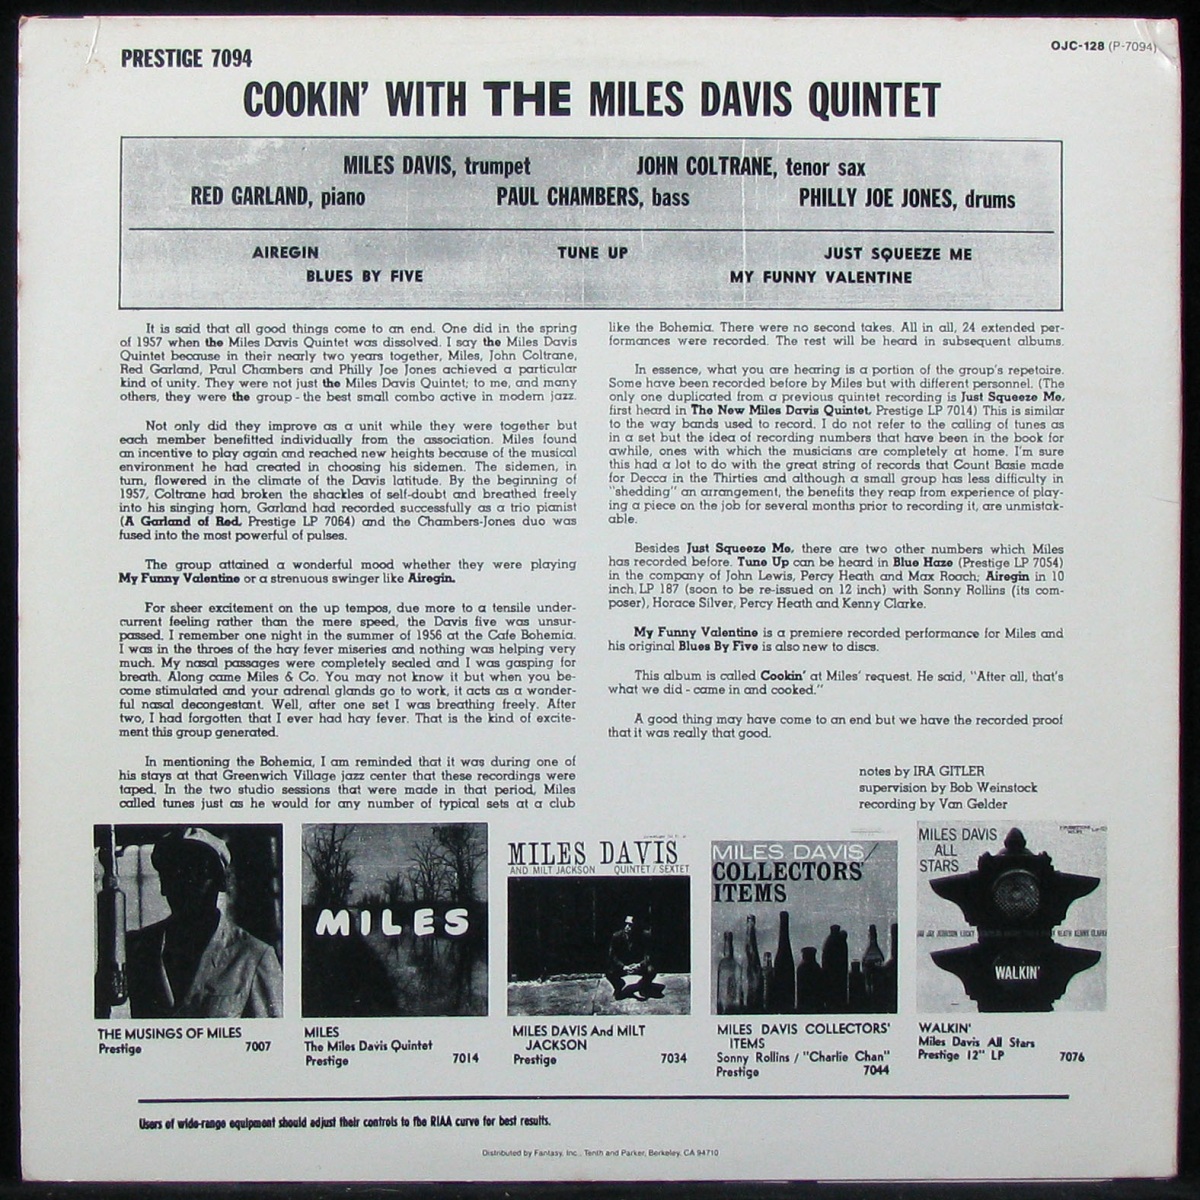 PRESTIGE 7094
OJC-128 (P-7094)
COOKIN' WITH THE MILES DAVIS QUINTET
MILES DAVIS, trumpet JOHN COLTRANE, tenor sax
RED GARLAND, piano PAUL CHAMBERS, bass PHILLY JOE JONES, drums
AIREGIN TUNE UP JUST SQUEEZE ME
BLUES BY FIVE MY FUNNY VALENTINE
It is said that all good things come to an end. One did in the spring
of 1957 when the Miles Davis Quintet was dissolved. I say the Miles Davis
Quintet because in their nearly two years together, Miles, John Coltrane,
Red Garland, Paul Chambers and Philly Joe Jones achieved a particular
kind of unity. They were not just the Miles Davis Quintet; to me, and many
others, they were the group - the best small combo active in modern jazz.
Not only did they improve as a unit while they were together but
each member benefitted individually from the association. Miles found
an incentive to play again and reached new heights because of the musical
environment he had created in choosing his sidemen. The sidemen, in
turn, flowered in the climate of the Davis latitude. By the beginning of
1957, Coltrane had broken the shackles of self-doubt and breathed freely
into his singing horn, Garland had recorded successfully as a trio pianist
(A Garland of Red, Prestige LP 7064) and the Chambers-Jones duo was
fused into the most powerful of pulses.
The group attained a wonderful mood whether they were playing
My Funny Valentine or a strenuous swinger like Airegin.
For sheer excitement on the up tempos, due more to a tensile under-
current feeling rather than the mere speed, the Davis five was unsur-
passed. I remember one night in the summer of 1956 at the Cafe Bohemia.
I was in the throes of the hay fever miseries and nothing was helping very
much. My nasal passages were completely sealed and I was gasping for
breath. Along came Miles & Co. You may not know it but when you be-
come stimulated and your adrenal glands go to work, it acts as a wonder-
ful nasal decongestant. Well, after one set I was breathing freely. After
two, I had forgotten that I ever had hay fever. That is the kind of excite-
ment this group generated.
In mentioning the Bohemia, I am reminded that it was during one of
his stays at that Greenwich Village jazz center that these recordings were
taped. In the two studio sessions that were made in that period, Miles
called tunes just as he would for any number of typical sets at a club
like the Bohemia. There were no second takes. All in all, 24 extended per-
formances were recorded. The rest will be heard in subsequent albums.
In essence, what you are hearing is a portion of the group's repetoire.
Some have been recorded before by Miles but with different personnel. (The
only one duplicated from a previous quintet recording is Just Squeeze Me,
first heard in The New Miles Davis Quintet, Prestige LP 7014) This is similar
to the way bands used to record. I do not refer to the calling of tunes as
in a set but the idea of recording numbers that have been in the book for
awhile, ones with which the musicians are completely at home. I'm sure
this had a lot to do with the great string of records that Count Basie made
for Decca in the Thirties and although a small group has less difficulty in
"shedding" an arrangement, the benefits they reap from experience of play-
ing a piece on the job for several months prior to recording it, are unmistak-
able.
Besides Just Squeeze Me, there are two other numbers which Miles
has recorded before. Tune Up can be heard in Blue Haze (Prestige LP 7054)
in the company of John Lewis, Percy Heath and Max Roach; Airegin in 10
inch LP 187 (soon to be re-issued on 12 inch) with Sonny Rollins (its com-
poser), Horace Silver, Percy Heath and Kenny Clarke.
My Funny Valentine is a premiere recorded performance for Miles and
his original Blues By Five is also new to discs.
This album is called Cookin' at Miles' request. He said, "After all, that's
what we did - came in and cooked."
A good thing may have come to an end but we have the recorded proof
that it was really that good.
notes by IRA GITLER
supervision by Bob Weinstock
recording by Van Gelder
MILES
MILES DAVIS
AND MILT JACKSON QUINTET / SEXTET
MILES DAVIS
COLLECTORS'
ITEMS
MILES DAVIS
ALL
STARS
WALKIN'
THE MUSINGS OF MILES
Prestige 7007
MILES
The Miles Davis Quintet
Prestige 7014
MILES DAVIS And MILT
JACKSON
Prestige 7034
MILES DAVIS COLLECTORS'
ITEMS
Sonny Rollins / "Charlie Chan"
Prestige 7044
WALKIN'
Miles Davis All Stars
Prestige 12" LP 7076
Users of wide-range equipment should adjust their controls to the RIAA curve for best results.
Distributed by Fantasy, Inc., Tenth and Parker, Berkeley, CA 94710